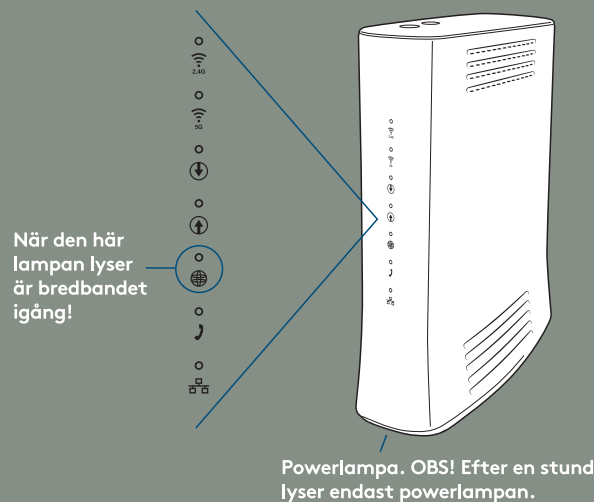 2,4G
5G
När den här
lampan lyser
är bredbandet
igång!
Powerlampa. OBS! Efter en stund
lyser endast powerlampan.